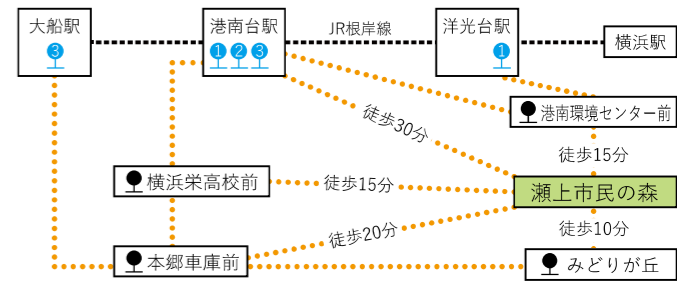 大船駅
3
港南台駅
1 2 3
JR根岸線
洋光台駅
1
横浜駅
港南環境センター前
徒歩30分
徒歩15分
横浜栄高校前
徒歩15分
瀬上市民の森
徒歩20分
徒歩10分
本郷車庫前
みどりが丘